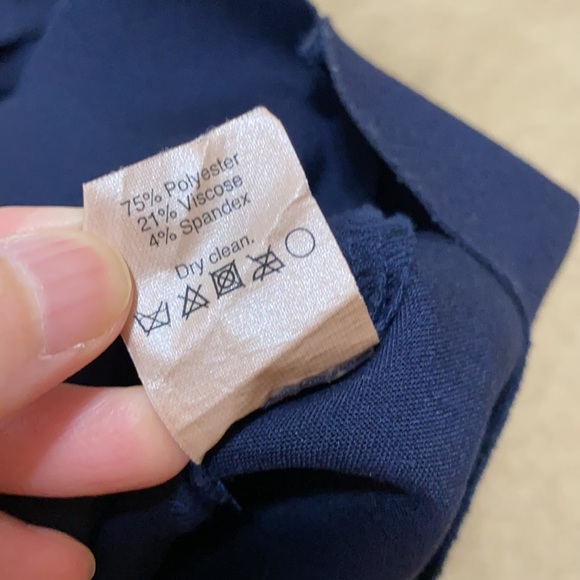 75% Polyester
21% Viscose
4% Spandex
Dry clean.